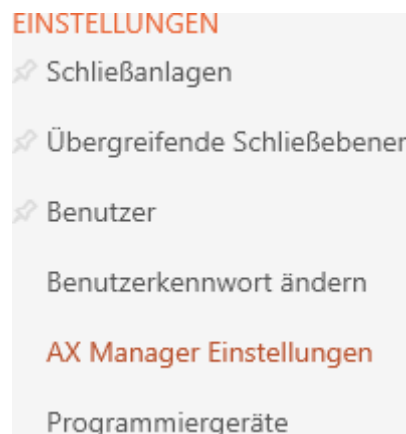 EINSTELLUNGEN
Schließanlagen
Übergreifende Schließebenen
Benutzer
Benutzerkennwort ändern
AX Manager Einstellungen
Programmiergeräte